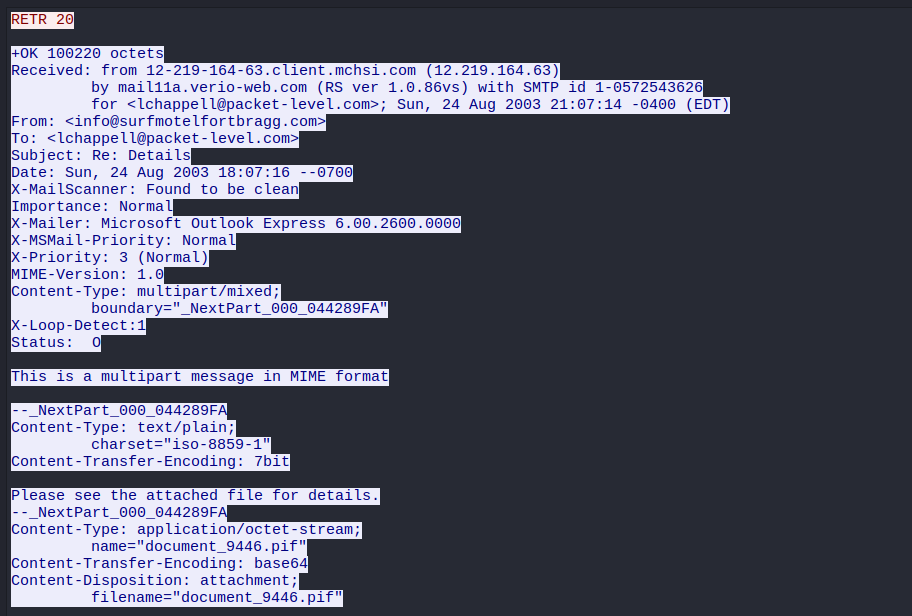 RETR 20
+OK 100220 octets
Received: from 12-219-164-63.client.mchsi.com (12.219.164.63)
by mail11a.verio-web.com (RS ver 1.0.86vs) with SMTP id 1-0572543626
for <lchappell@packet-level.com>; Sun, 24 Aug 2003 21:07:14 -0400 (EDT)
From: <info@surfmotelfortbragg.com>
To: <lchappell@packet-level.com>
Subject: Re: Details
Date: Sun, 24 Aug 2003 18:07:16 --0700
X-MailScanner: Found to be clean
Importance: Normal
X-Mailer: Microsoft Outlook Express 6.00.2600.0000
X-MSMail-Priority: Normal
X-Priority: 3 (Normal)
MIME-Version: 1.0
Content-Type: multipart/mixed;
boundary="_NextPart_000_044289FA"
X-Loop-Detect:1
Status:  O
This is a multipart message in MIME format
--_NextPart_000_044289FA
Content-Type: text/plain;
charset="iso-8859-1"
Content-Transfer-Encoding: 7bit
Please see the attached file for details.
--_NextPart_000_044289FA
Content-Type: application/octet-stream;
name="document_9446.pif"
Content-Transfer-Encoding: base64
Content-Disposition: attachment;
filename="document_9446.pif"